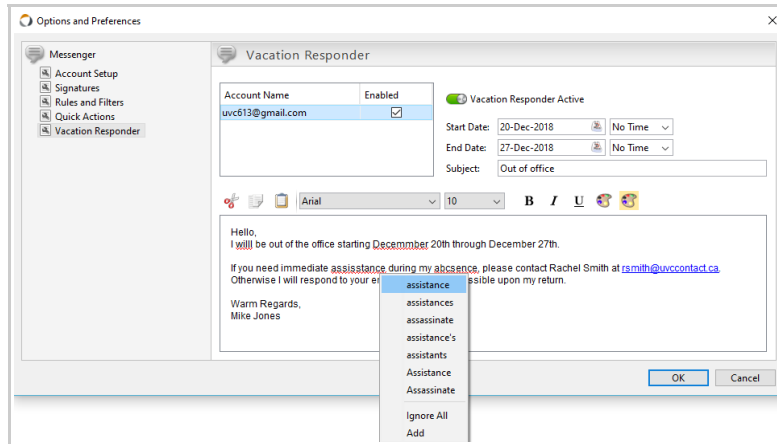 Options and Preferences
Messenger
Account Setup
Signatures
Rules and Filters
Quick Actions
Vacation Responder
Vacation Responder
Account Name Enabled
uvc613@gmail.com
Vacation Responder Active
Start Date: 20-Dec-2018 No Time
End Date: 27-Dec-2018 No Time
Subject: Out of office
Arial 10 B I U
Hello,
I willl be out of the office starting Decemmber 20th through December 27th.
If you need immediate assisstance during my abcsence, please contact Rachel Smith at rsmith@uvccontact.ca.
Otherwise I will respond to your ssible upon my return.
Warm Regards,
Mike Jones
assistance
assistances
assassinate
assistance's
assistants
Assistance
Assassinate
Ignore All
Add
OK Cancel